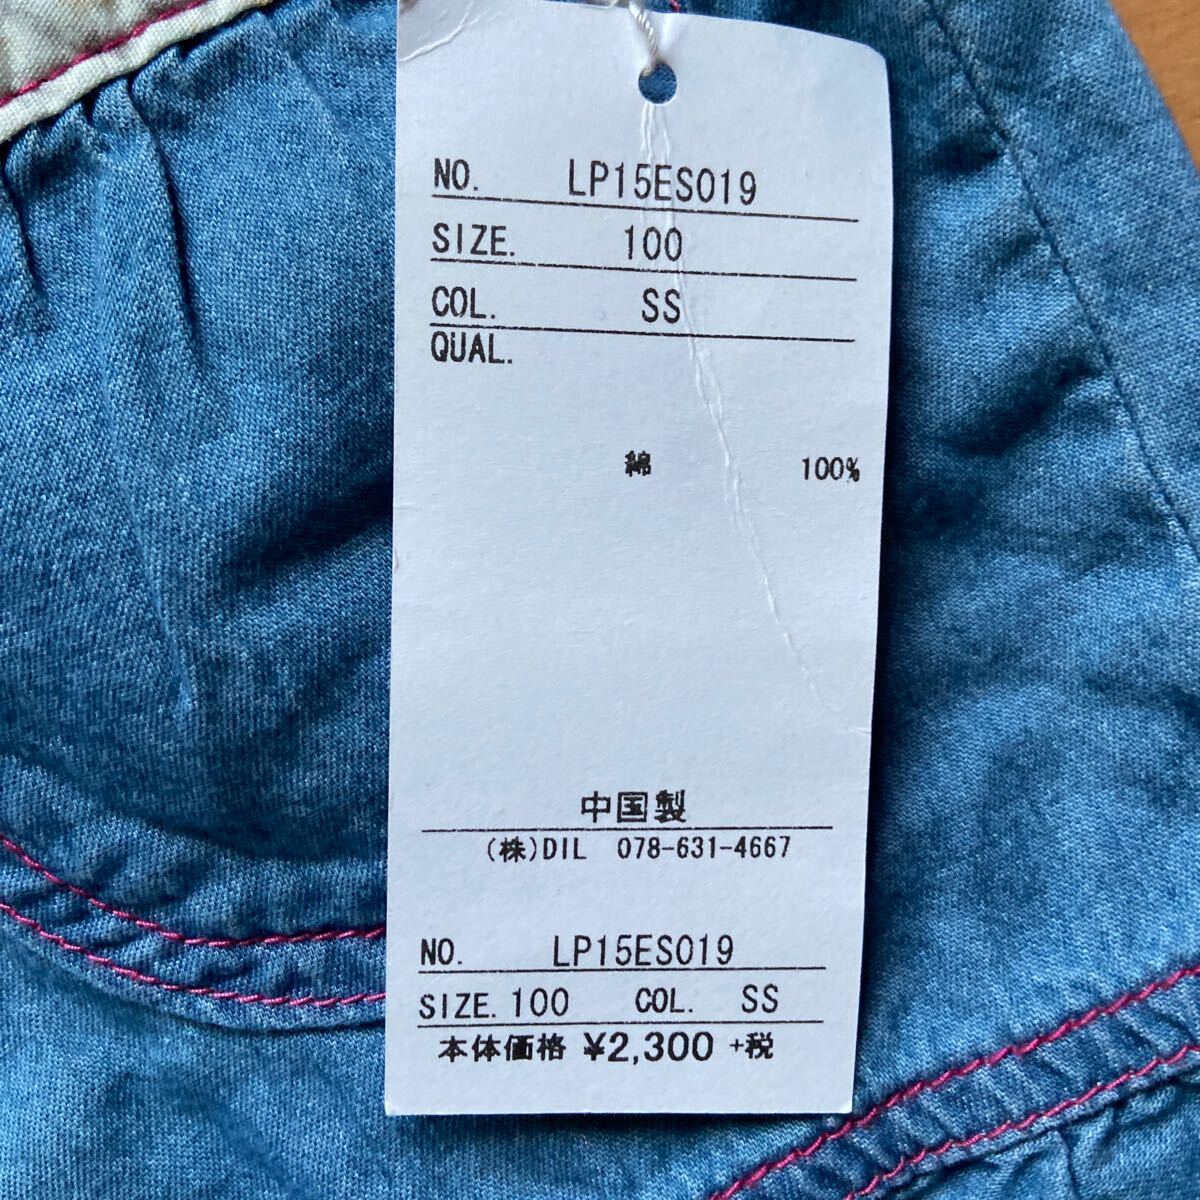 NO. LP15ES019
SIZE. 100
COL. SS
QUAL.
綿 100%
中国製
(株)DIL 078-631-4667
NO. LP15ES019
SIZE. 100 COL. SS
本体価格 ¥2,300 +税